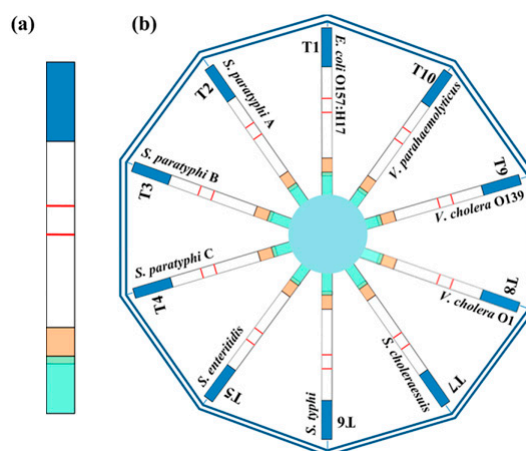 (a)
(b)
T1
E. coli O157:H17
T2
S. paratyphi A
T3
S. paratyphi B
T4
S. paratyphi C
T5
S. enteritidis
T6
S. typhi
T7
S. choleraesuis
T8
V. cholera O1
T9
V. cholera O139
T10
V. parahaemolyticus